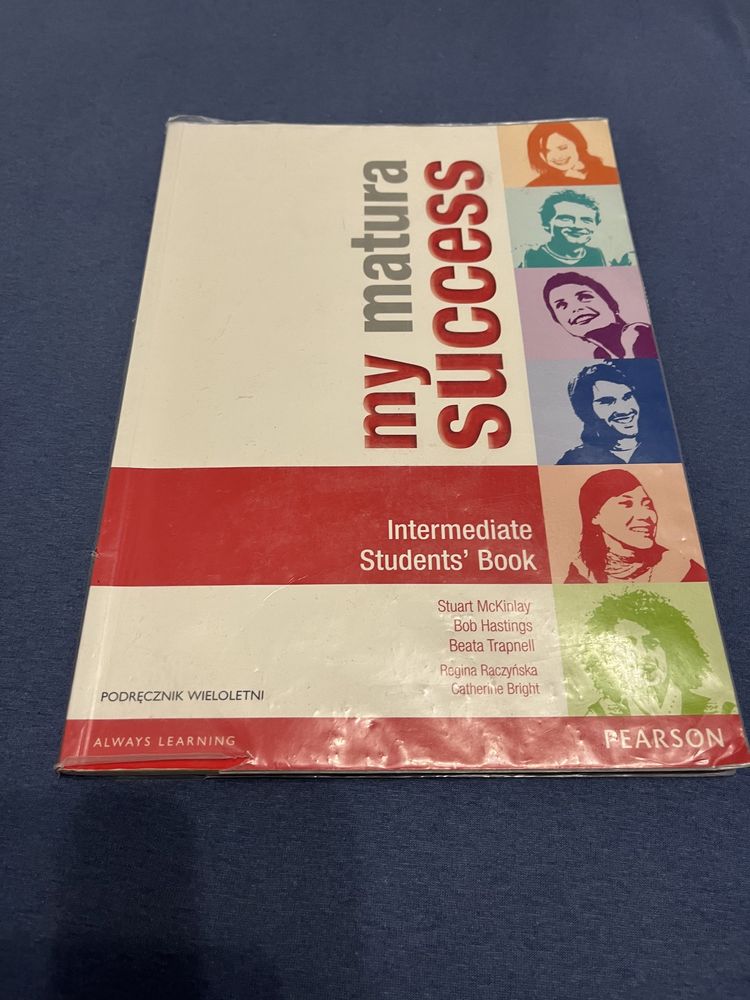 my matura
success
Intermediate
Students' Book
Stuart McKinlay
Bob Hastings
Beata Trapnell
Regina Raczyńska
Catherine Bright
PODRĘCZNIK WIELOLETNI
ALWAYS LEARNING
PEARSON